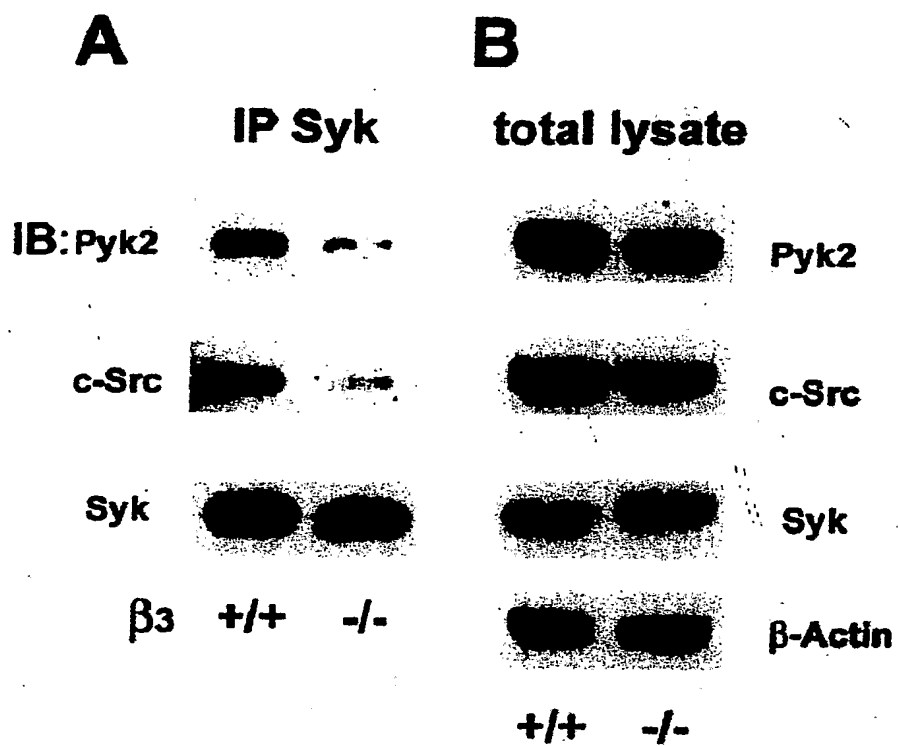 A
B
IP Syk
total lysate
IB: Pyk2
Pyk2
c-Src
c-Src
Syk
Syk
β3 +/+ -/-
β-Actin
+/+ -/-